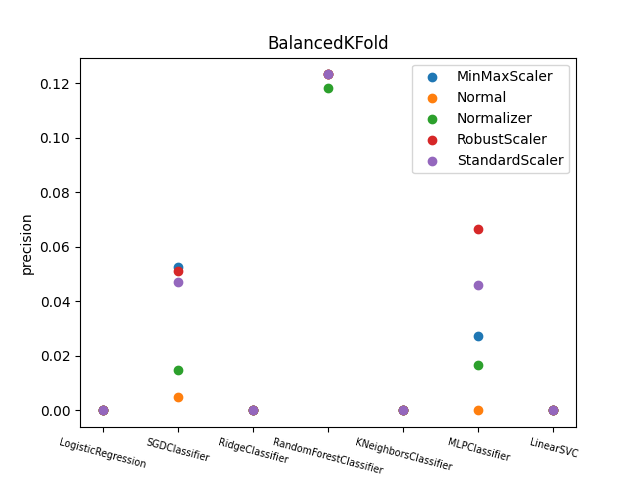 BalancedKFold
MinMaxScaler
Normal
Normalizer
RobustScaler
StandardScaler
precision
0.12
0.10
0.08
0.06
0.04
0.02
0.00
LogisticRegression
SGDClassifier
RidgeClassifier
RandomForestClassifier
KNeighborsClassifier
MLPClassifier
LinearSVC